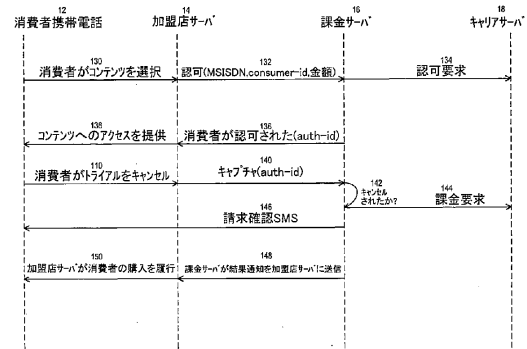 12
消費者携帯電話
14
加盟店サーバ
16
課金サーバ
18
キャリアサーバ
130
消費者がコンテンツを選択
132
認可(MSISDN,consumer-id,金額)
134
認可要求
138
コンテンツへのアクセスを提供
136
消費者が認可された(auth-id)
110
消費者がトライアルをキャンセル
140
キャプチャ(auth-id)
142
キャンセル
されたか?
144
課金要求
146
請求確認SMS
150
加盟店サーバが消費者の購入を履行
148
課金サーバが結果通知を加盟店サーバに送信